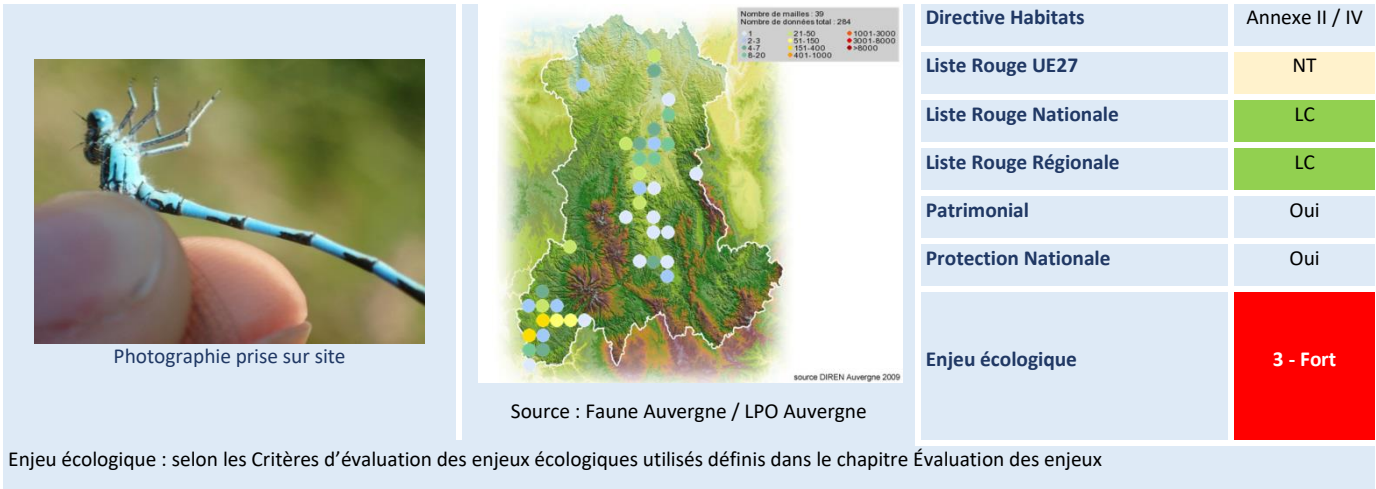 Photographie prise sur site
Nombre de mailles : 39
Nombre de données total : 284
1 21-50 1001-3000
2-3 51-150 3001-8000
4-7 151-400 >8000
8-20 401-1000
source DIREN Auvergne 2009
Source : Faune Auvergne / LPO Auvergne
Directive Habitats Annexe II / IV
Liste Rouge UE27 NT
Liste Rouge Nationale LC
Liste Rouge Régionale LC
Patrimonial Oui
Protection Nationale Oui
Enjeu écologique 3 - Fort
Enjeu écologique : selon les Critères d’évaluation des enjeux écologiques utilisés définis dans le chapitre Évaluation des enjeux